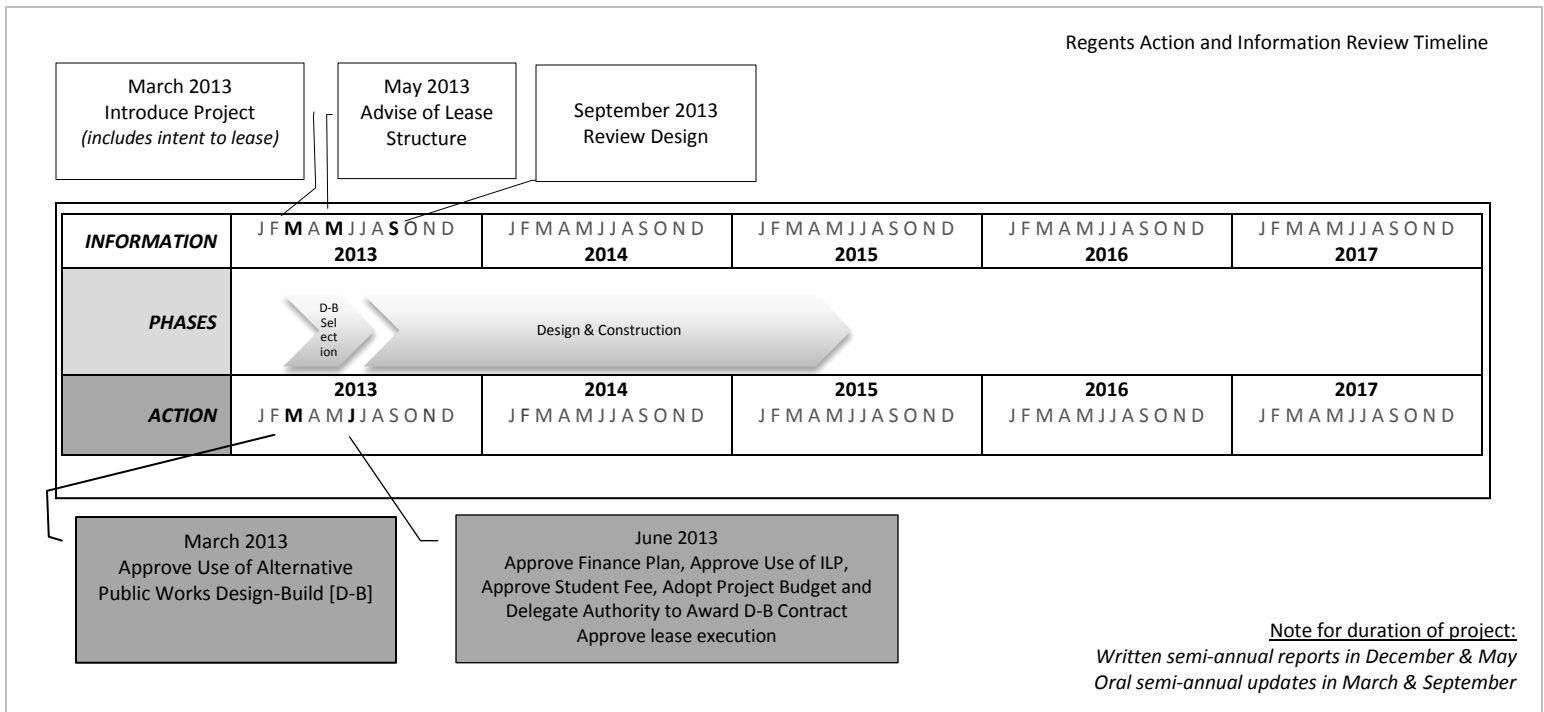 Regents Action and Information Review Timeline
March 2013
Introduce Project
(includes intent to lease)
May 2013
Advise of Lease
Structure
September 2013
Review Design
INFORMATION
J F M A M J J A S O N D
2013
J F M A M J J A S O N D
2014
J F M A M J J A S O N D
2015
J F M A M J J A S O N D
2016
J F M A M J J A S O N D
2017
PHASES
D-B
Sel
ect
ion
Design & Construction
ACTION
2013
J F M A M J J A S O N D
2014
J F M A M J J A S O N D
2015
J F M A M J J A S O N D
2016
J F M A M J J A S O N D
2017
J F M A M J J A S O N D
March 2013
Approve Use of Alternative
Public Works Design-Build [D-B]
June 2013
Approve Finance Plan, Approve Use of ILP,
Approve Student Fee, Adopt Project Budget and
Delegate Authority to Award D-B Contract
Approve lease execution
Note for duration of project:
Written semi-annual reports in December & May
Oral semi-annual updates in March & September